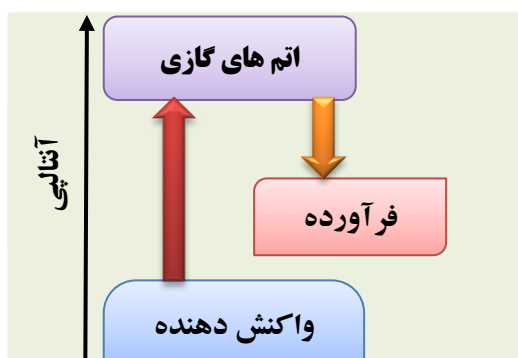 اتم های گازی
آنتالپی
فرآورده
واکنش دهنده